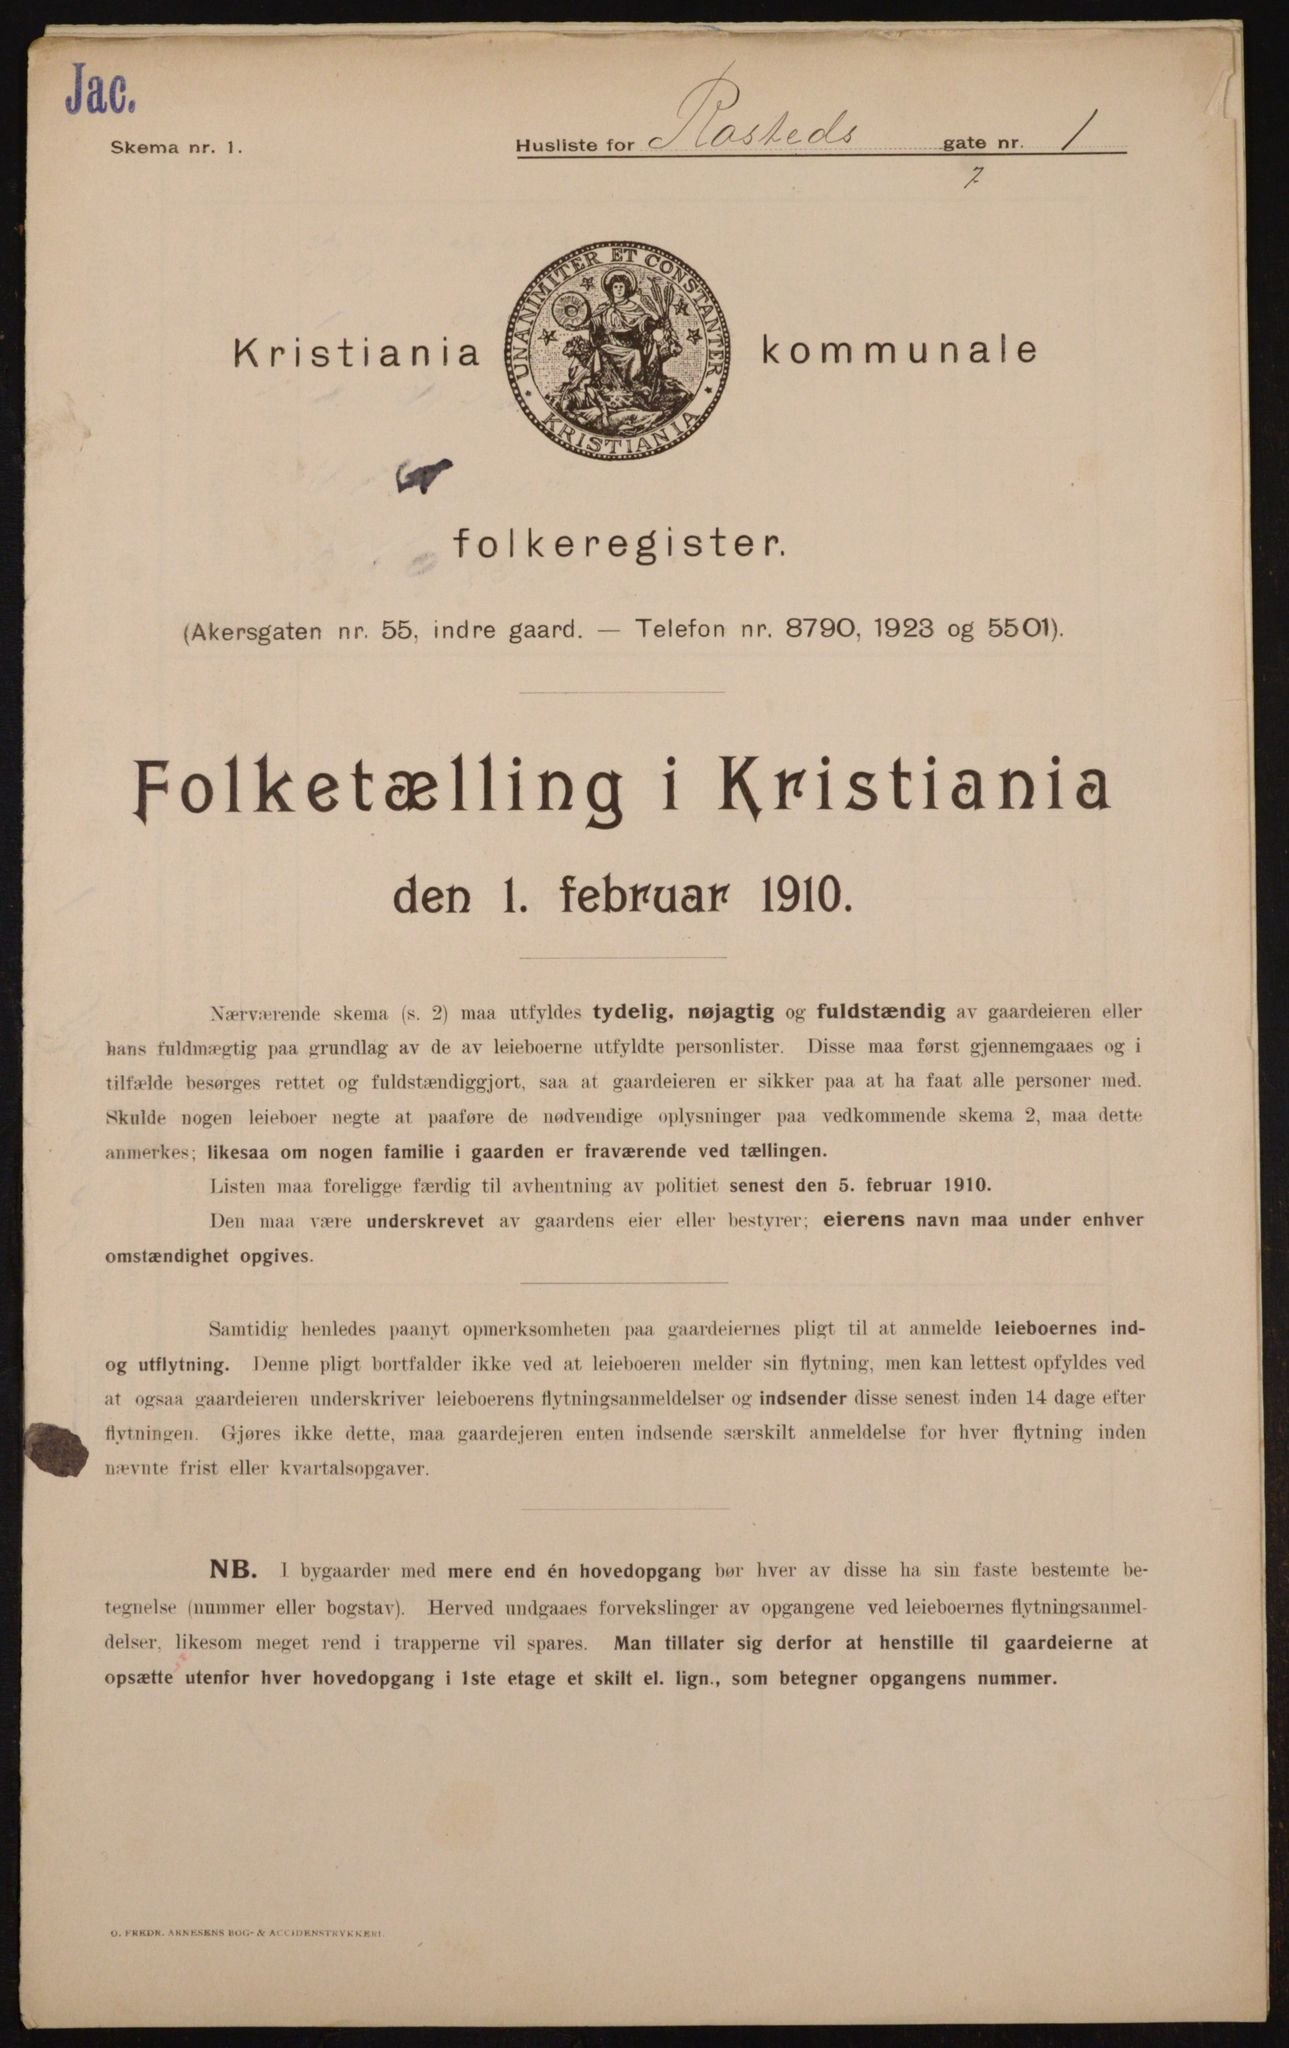 Jac.
Skema nr. 1.
Husliste for Rosteds gate nr. 1
7
UNANIMITER ET CONSTANTER
KRISTIANIA
Kristiania kommunale
folkeregister.
(Akersgaten nr. 55, indre gaard. — Telefon nr. 8790, 1923 og 5501).
Folketælling i Kristiania
den 1. februar 1910.
Nærværende skema (s. 2) maa utfyldes tydelig, nøjagtig og fuldstændig av gaardeieren eller
hans fuldmægtig paa grundlag av de av leieboerne utfyldte personlister. Disse maa først gjennemgaaes og i
tilfælde besørges rettet og fuldstændiggjort, saa at gaardeieren er sikker paa at ha faat alle personer med.
Skulde nogen leieboer negte at paaføre de nødvendige oplysninger paa vedkommende skema 2, maa dette
anmerkes; likesaa om nogen familie i gaarden er fraværende ved tællingen.
Listen maa foreligge færdig til avhentning av politiet senest den 5. februar 1910.
Den maa være underskrevet av gaardens eier eller bestyrer; eierens navn maa under enhver
omstændighet opgives.
Samtidig henledes paanyt opmerksomheten paa gaardeiernes pligt til at anmelde leieboernes ind-
og utflytning. Denne pligt bortfalder ikke ved at leieboeren melder sin flytning, men kan lettest opfyldes ved
at ogsaa gaardeieren underskriver leieboerens flytningsanmeldelser og indsender disse senest inden 14 dage efter
flytningen. Gjøres ikke dette, maa gaardejeren enten indsende særskilt anmeldelse for hver flytning inden
nævnte frist eller kvartalsopgaver.
NB. I bygaarder med mere end én hovedopgang bør hver av disse ha sin faste bestemte be-
tegnelse (nummer eller bogstav). Herved undgaaes forvekslinger av opgangene ved leieboernes flytningsanmel-
delser, likesom meget rend i trapperne vil spares. Man tillater sig derfor at henstille til gaardeierne at
opsætte utenfor hver hovedopgang i 1ste etage et skilt el. lign., som betegner opgangens nummer.
O. FREDR. ARNESENS BOG- & ACCIDENSTRYKKERI.